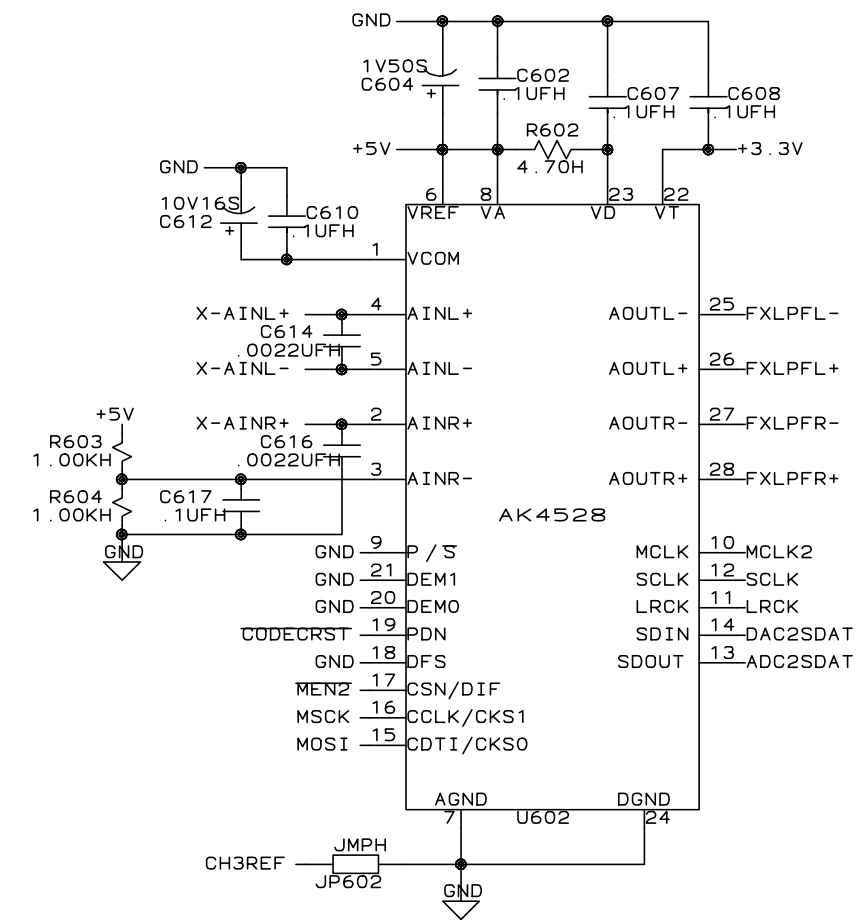 GND
1V50S
C604
+
C602
.1UFH
C607
.1UFH
C608
.1UFH
+5V
R602
4.70H
+3.3V
GND
10V16S
C612
+
C610
.1UFH
6
8
23
22
VREF
VA
VD
VT
1
VCOM
X-AINL+
4
AINL+
C614
.0022UFH
X-AINL-
5
AINL-
X-AINR+
2
AINR+
C616
.0022UFH
+5V
R603
1.00KH
3
AINR-
R604
1.00KH
C617
.1UFH
GND
AOUTL-
25
FXLPFL-
AOUTL+
26
FXLPFL+
AOUTR-
27
FXLPFR-
AOUTR+
28
FXLPFR+
AK4528
GND
9
P/S
GND
21
DEM1
GND
20
DEM0
CODECRST
19
PDN
GND
18
DFS
MEN2
17
CSN/DIF
MSCK
16
CCLK/CKS1
MOSI
15
CDTI/CKS0
MCLK
10
MCLK2
SCLK
12
SCLK
LRCK
11
LRCK
SDIN
14
DAC2SDAT
SDOUT
13
ADC2SDAT
AGND
DGND
7
U602
24
JMPH
CH3REF
JP602
GND